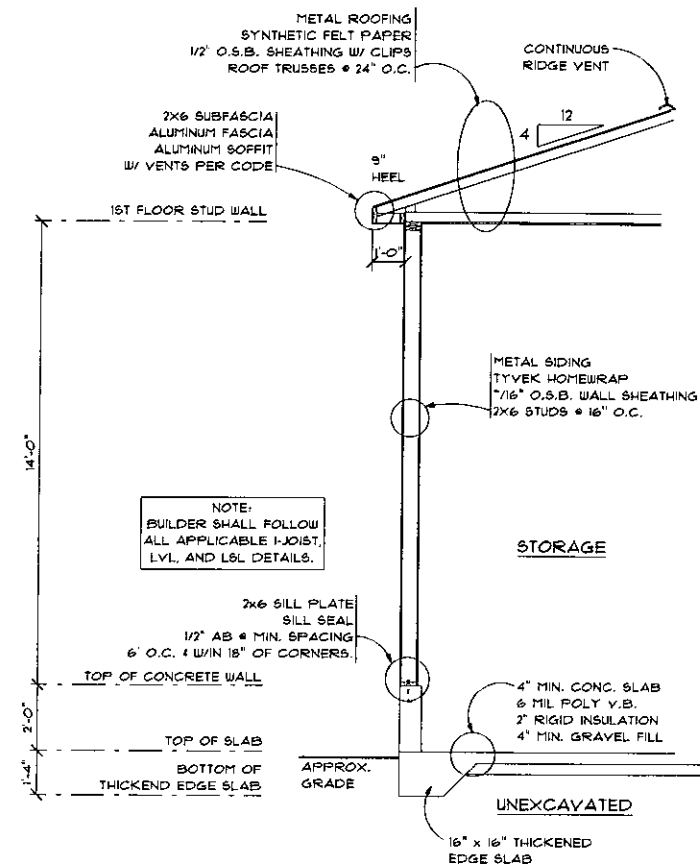 METAL ROOFING
SYNTHETIC FELT PAPER
1/2' O.S.B. SHEATHING W/ CLIPS
ROOF TRUSSES @ 24" O.C.
CONTINUOUS
RIDGE VENT
12
4
2X6 SUBFASCIA
ALUMINUM FASCIA
ALUMINUM SOFFIT
W/ VENTS PER CODE
9"
HEEL
1ST FLOOR STUD WALL
1'-0"
METAL SIDING
TYVEK HOMEWRAP
7/16" O.S.B. WALL SHEATHING
2X6 STUDS @ 16" O.C.
14'-0"
NOTE:
BUILDER SHALL FOLLOW
ALL APPLICABLE I-JOIST,
LVL, AND LSL DETAILS.
STORAGE
2x6 SILL PLATE
SILL SEAL
1/2" AB @ MIN. SPACING
6' O.C. & W/IN 18" OF CORNERS.
TOP OF CONCRETE WALL
2'-0"
4" MIN. CONC. SLAB
6 MIL POLY V.B.
2" RIGID INSULATION
4" MIN. GRAVEL FILL
TOP OF SLAB
1'-4"
BOTTOM OF
THICKEND EDGE SLAB
APPROX.
GRADE
UNEXCAVATED
16" x 16" THICKENED
EDGE SLAB